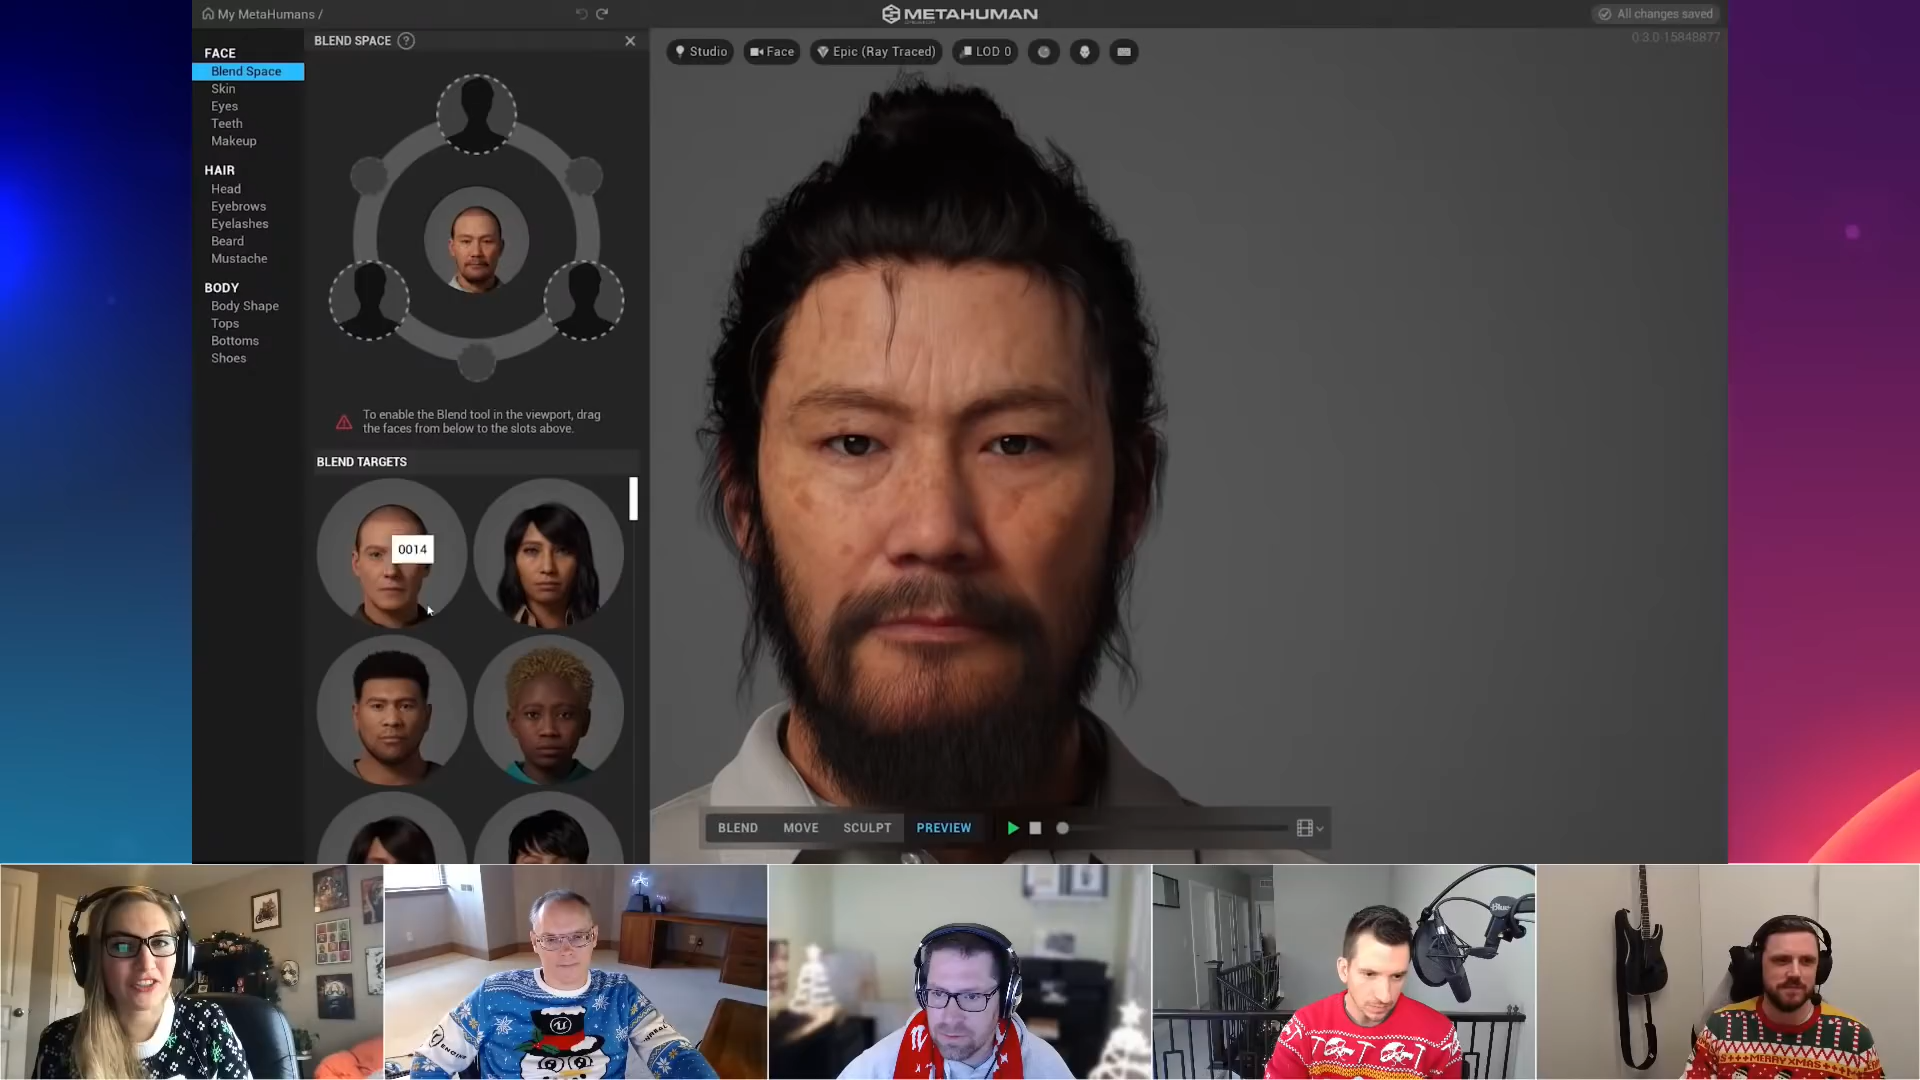 My MetaHumans /
METAHUMAN
All changes saved
0.3.0-15848877
FACE
Blend Space
Skin
Eyes
Teeth
Makeup
HAIR
Head
Eyebrows
Eyelashes
Beard
Mustache
BODY
Body Shape
Tops
Bottoms
Shoes
BLEND SPACE ?
Studio
Face
Epic (Ray Traced)
LOD 0
To enable the Blend tool in the viewport, drag
the faces from below to the slots above.
BLEND TARGETS
0014
BLEND
MOVE
SCULPT
PREVIEW
ENGINE
MERRY XMAS